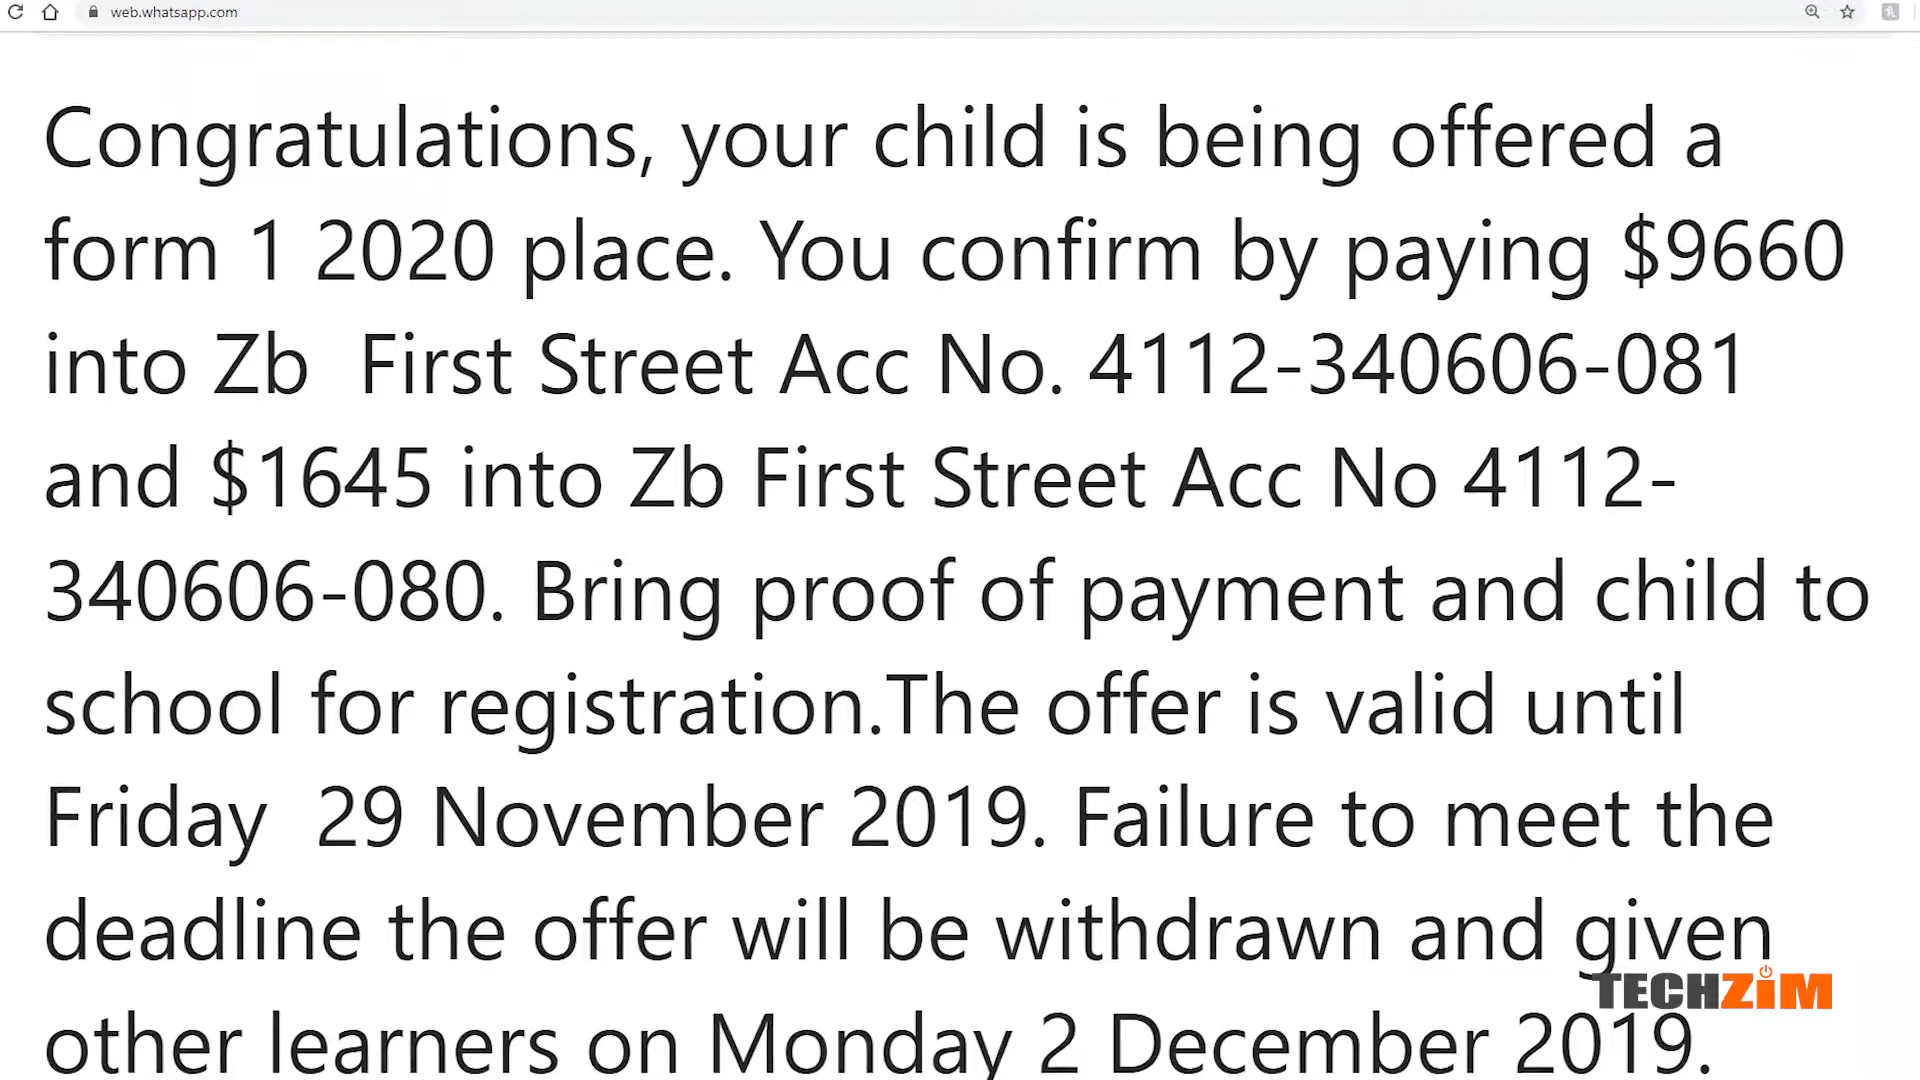 web.whatsapp.com
Congratulations, your child is being offered a
form 1 2020 place. You confirm by paying $9660
into Zb  First Street Acc No. 4112-340606-081
and $1645 into Zb First Street Acc No 4112-
340606-080. Bring proof of payment and child to
school for registration.The offer is valid until
Friday  29 November 2019. Failure to meet the
deadline the offer will be withdrawn and given
TECHZiM
other learners on Monday 2 December 2019.